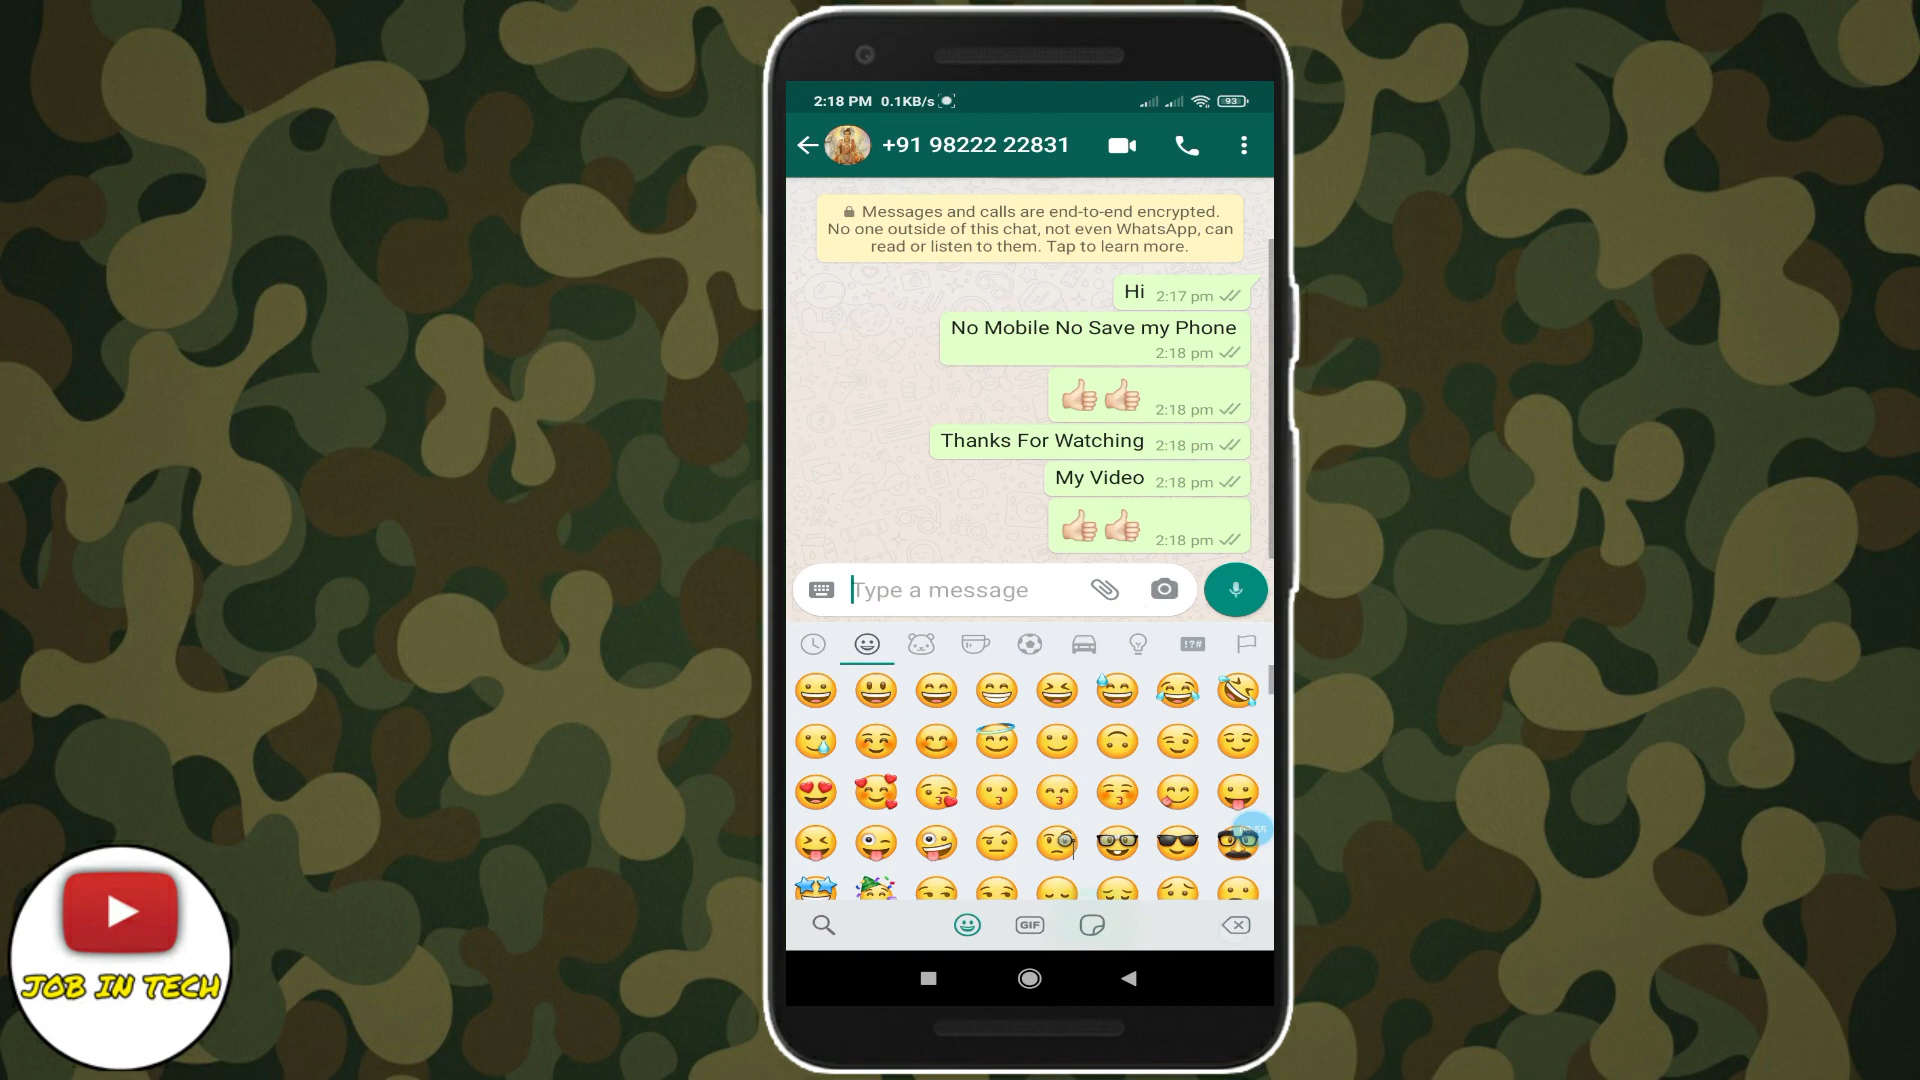 2:18 PM 0.1KB/s
93
+91 98222 22831
Messages and calls are end-to-end encrypted.
No one outside of this chat, not even WhatsApp, can
read or listen to them. Tap to learn more.
Hi 2:17 pm
No Mobile No Save my Phone
2:18 pm
2:18 pm
Thanks For Watching 2:18 pm
My Video 2:18 pm
2:18 pm
Type a message
!?#
GIF
JOB IN TECH